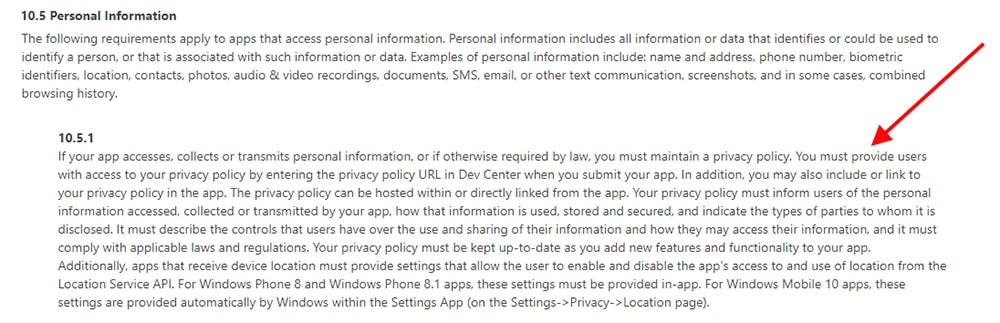 10.5 Personal Information
The following requirements apply to apps that access personal information. Personal information includes all information or data that identifies or could be used to
identify a person, or that is associated with such information or data. Examples of personal information include: name and address, phone number, biometric
identifiers, location, contacts, photos, audio & video recordings, documents, SMS, email, or other text communication, screenshots, and in some cases, combined
browsing history.
10.5.1
If your app accesses, collects or transmits personal information, or if otherwise required by law, you must maintain a privacy policy. You must provide users
with access to your privacy policy by entering the privacy policy URL in Dev Center when you submit your app. In addition, you may also include or link to
your privacy policy in the app. The privacy policy can be hosted within or directly linked from the app. Your privacy policy must inform users of the personal
information accessed, collected or transmitted by your app, how that information is used, stored and secured, and indicate the types of parties to whom it is
disclosed. It must describe the controls that users have over the use and sharing of their information and how they may access their information, and it must
comply with applicable laws and regulations. Your privacy policy must be kept up-to-date as you add new features and functionality to your app.
Additionally, apps that receive device location must provide settings that allow the user to enable and disable the app's access to and use of location from the
Location Service API. For Windows Phone 8 and Windows Phone 8.1 apps, these settings must be provided in-app. For Windows Mobile 10 apps, these
settings are provided automatically by Windows within the Settings App (on the Settings->Privacy->Location page).